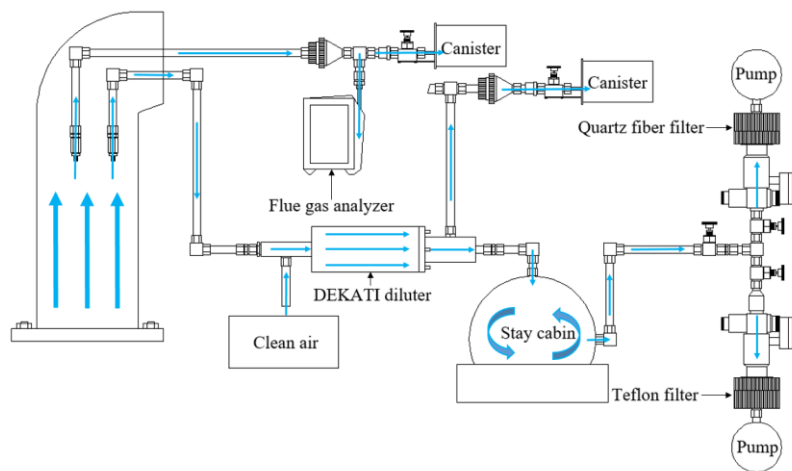 Canister
Canister
Pump
Quartz fiber filter
Flue gas analyzer
DEKATI diluter
Clean air
Stay cabin
Teflon filter
Pump